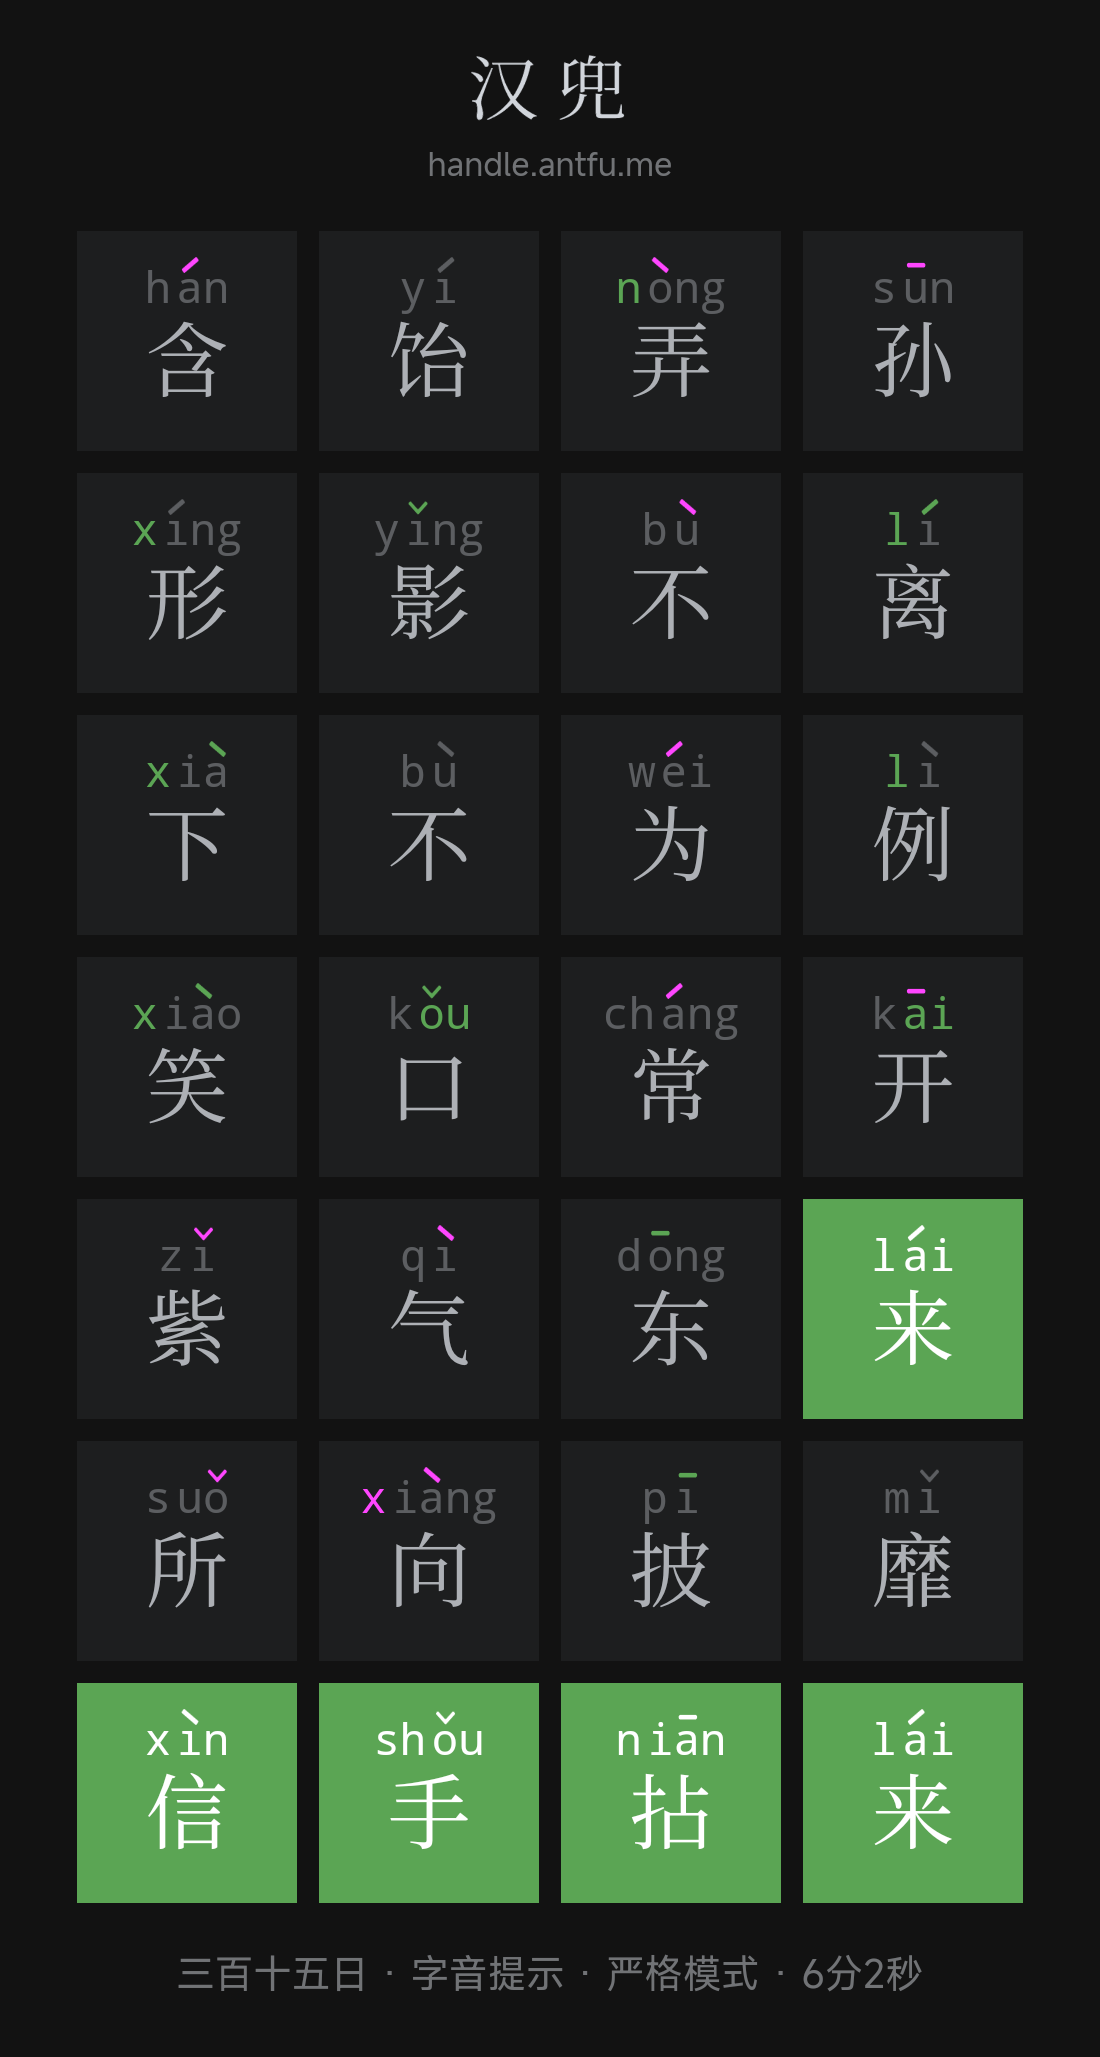 汉兜
handle.antfu.me
hán yí nòng sūn
含 饴 弄 孙
xíng yǐng bù lí
形 影 不 离
xià bù wéi lì
下 不 为 例
xiào kǒu cháng kāi
笑 口 常 开
zǐ qì dōng lái
紫 气 东 来
suǒ xiàng pī mǐ
所 向 披 靡
xìn shǒu niān lái
信 手 拈 来
三百十五日 · 字音提示 · 严格模式 · 6分2秒